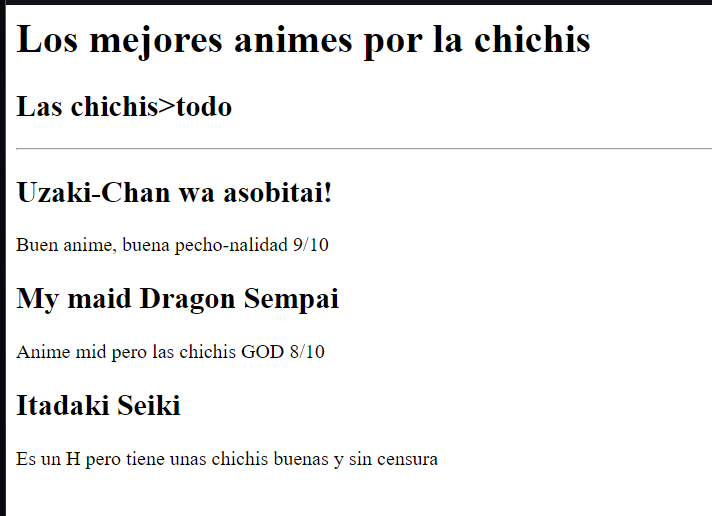 Los mejores animes por la chichis
Las chichis>todo
Uzaki-Chan wa asobitai!
Buen anime, buena pecho-nalidad 9/10
My maid Dragon Sempai
Anime mid pero las chichis GOD 8/10
Itadaki Seiki
Es un H pero tiene unas chichis buenas y sin censura